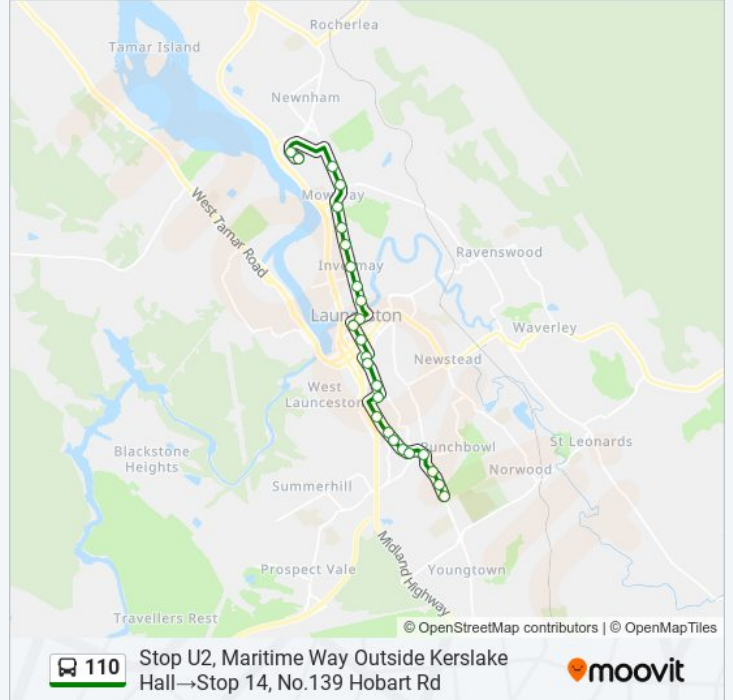 Rocherlea
Tamar Island
Newnham
Mowbray
West Tamar Road
Ravenswood
Invermay
Launceston
Waverley
Newstead
West
Launceston
Punchbowl
St Leonards
Blackstone
Heights
Norwood
Summerhill
Midland Highway
Prospect Vale
Youngtown
Travellers Rest
© OpenStreetMap contributors | © OpenMapTiles
110
Stop U2, Maritime Way Outside Kerslake
Hall→Stop 14, No.139 Hobart Rd
moovit